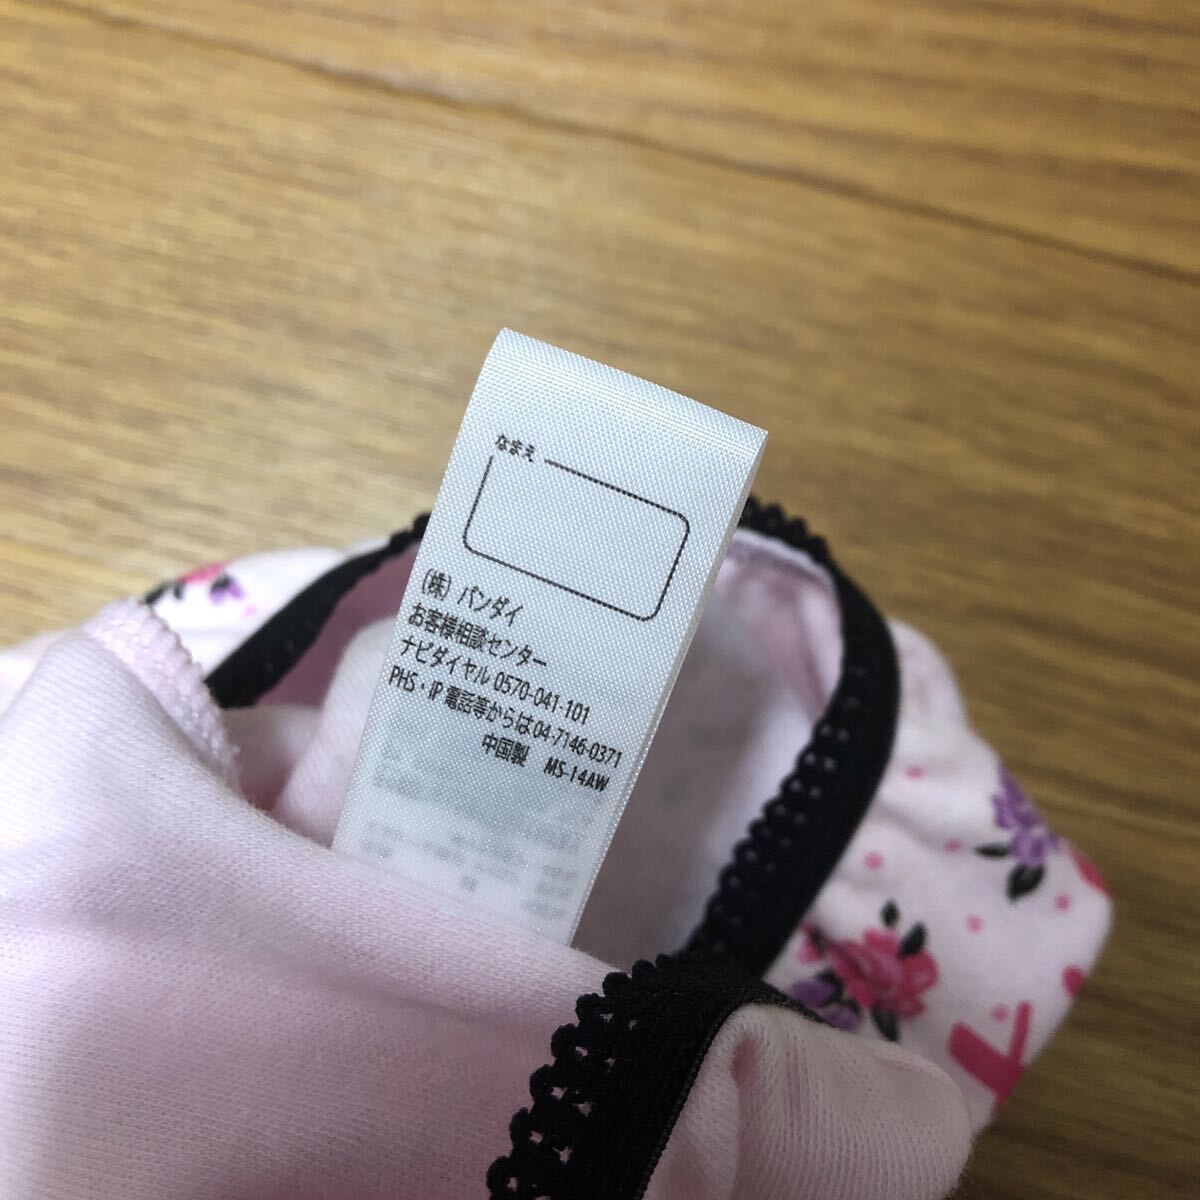 なまえ
(株) バンダイ
お客様相談センター
ナビダイヤル 0570-041-101
PHS・IP 電話等からは 04-7146-0371
中国製 MS-14AW